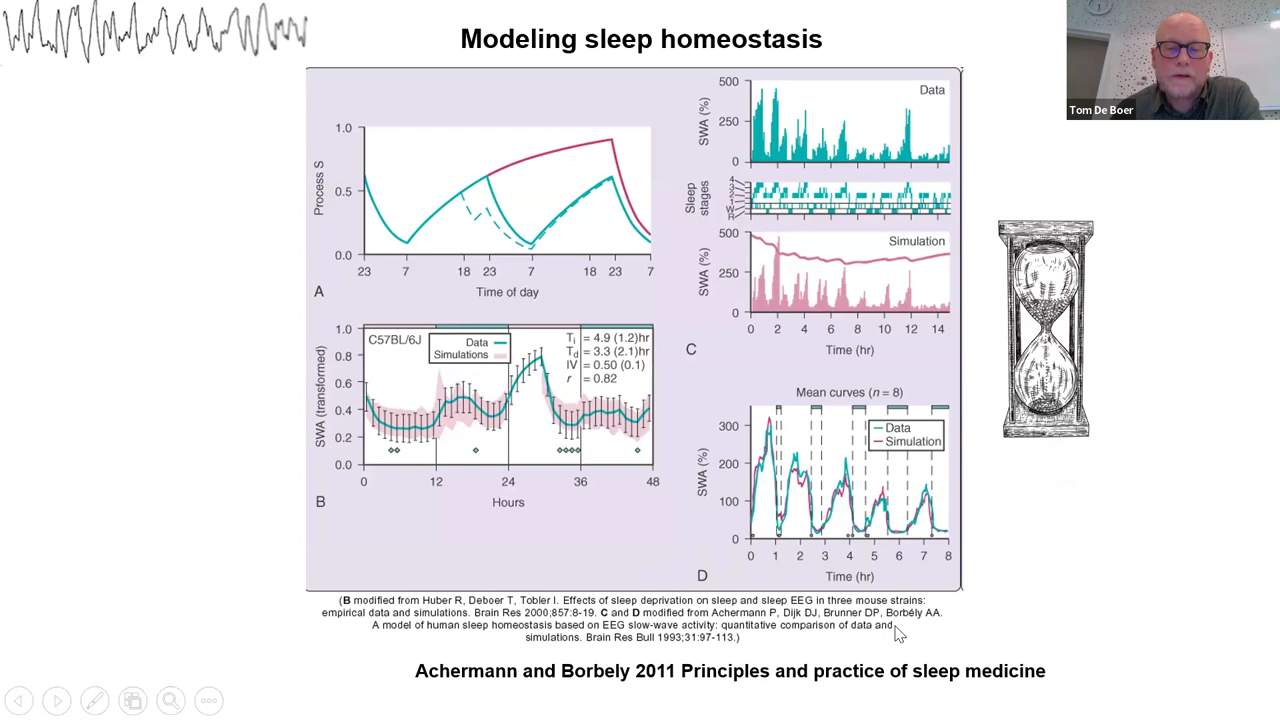 Modeling sleep homeostasis
Tom De Boer
1.0
0.5
0.0
Process S
23 7 18 23 7 18 23 7
Time of day
A
C57BL/6J
Data
Simulations
Ti = 4.9 (1.2)hr
Td = 3.3 (2.1)hr
IV = 0.50 (0.1)
r = 0.82
1.0
0.8
0.6
0.4
0.2
0.0
SWA (transformed)
0 12 24 36 48
Hours
B
500
250
0
SWA (%)
Data
Sleep
stages
4
3
2
1
W
500
250
0
SWA (%)
Simulation
0 2 4 6 8 10 12 14
Time (hr)
C
Mean curves (n = 8)
Data
Simulation
300
200
100
0
SWA (%)
0 1 2 3 4 5 6 7 8
Time (hr)
D
(B modified from Huber R, Deboer T, Tobler I. Effects of sleep deprivation on sleep and sleep EEG in three mouse strains:
empirical data and simulations. Brain Res 2000;857:8-19. C and D modified from Achermann P, Dijk DJ, Brunner DP, Borbély AA.
A model of human sleep homeostasis based on EEG slow-wave activity: quantitative comparison of data and
simulations. Brain Res Bull 1993;31:97-113.)
Achermann and Borbely 2011 Principles and practice of sleep medicine